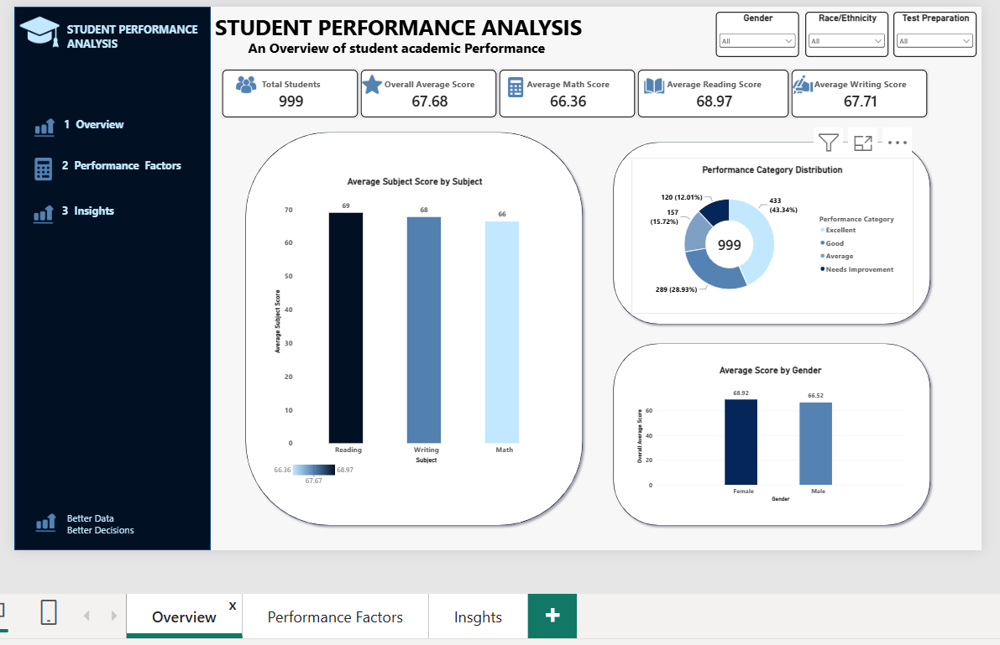 STUDENT PERFORMANCE
ANALYSIS
1 Overview
2 Performance Factors
3 Insights
Better Data
Better Decisions
STUDENT PERFORMANCE ANALYSIS
An Overview of student academic Performance
Gender
All
Race/Ethnicity
All
Test Preparation
All
Total Students
999
Overall Average Score
67.68
Average Math Score
66.36
Average Reading Score
68.97
Average Writing Score
67.71
Average Subject Score by Subject
Average Subject Score
70
60
50
40
30
20
10
0
69
68
66
Reading
Writing
Math
Subject
66.36
68.97
67.67
Performance Category Distribution
120 (12.01%)
157
(15.72%)
289 (28.93%)
433
(43.34%)
999
Performance Category
Excellent
Good
Average
Needs Improvement
Average Score by Gender
Overall Average Score
60
40
20
0
68.92
66.52
Female
Male
Gender
Overview
x
Performance Factors
Insghts
+